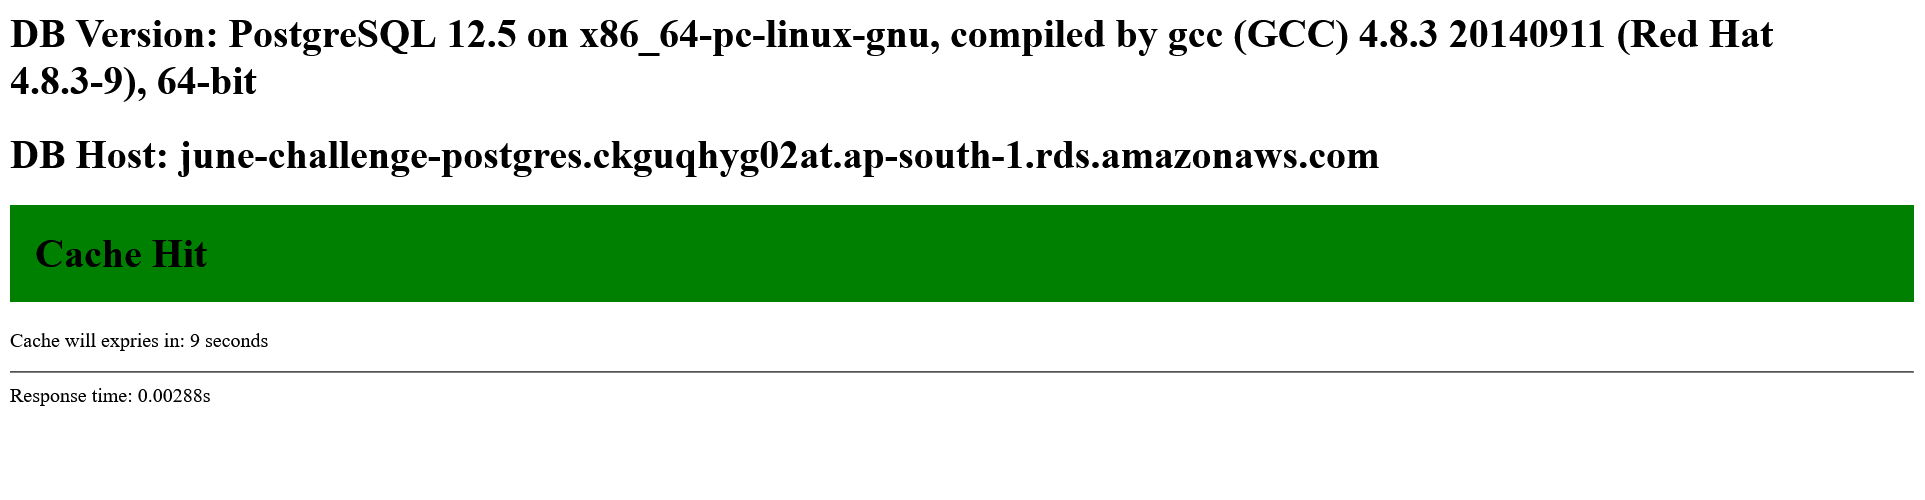 DB Version: PostgreSQL 12.5 on x86_64-pc-linux-gnu, compiled by gcc (GCC) 4.8.3 20140911 (Red Hat
4.8.3-9), 64-bit
DB Host: june-challenge-postgres.ckguqhyg02at.ap-south-1.rds.amazonaws.com
Cache Hit
Cache will expries in: 9 seconds
Response time: 0.00288s